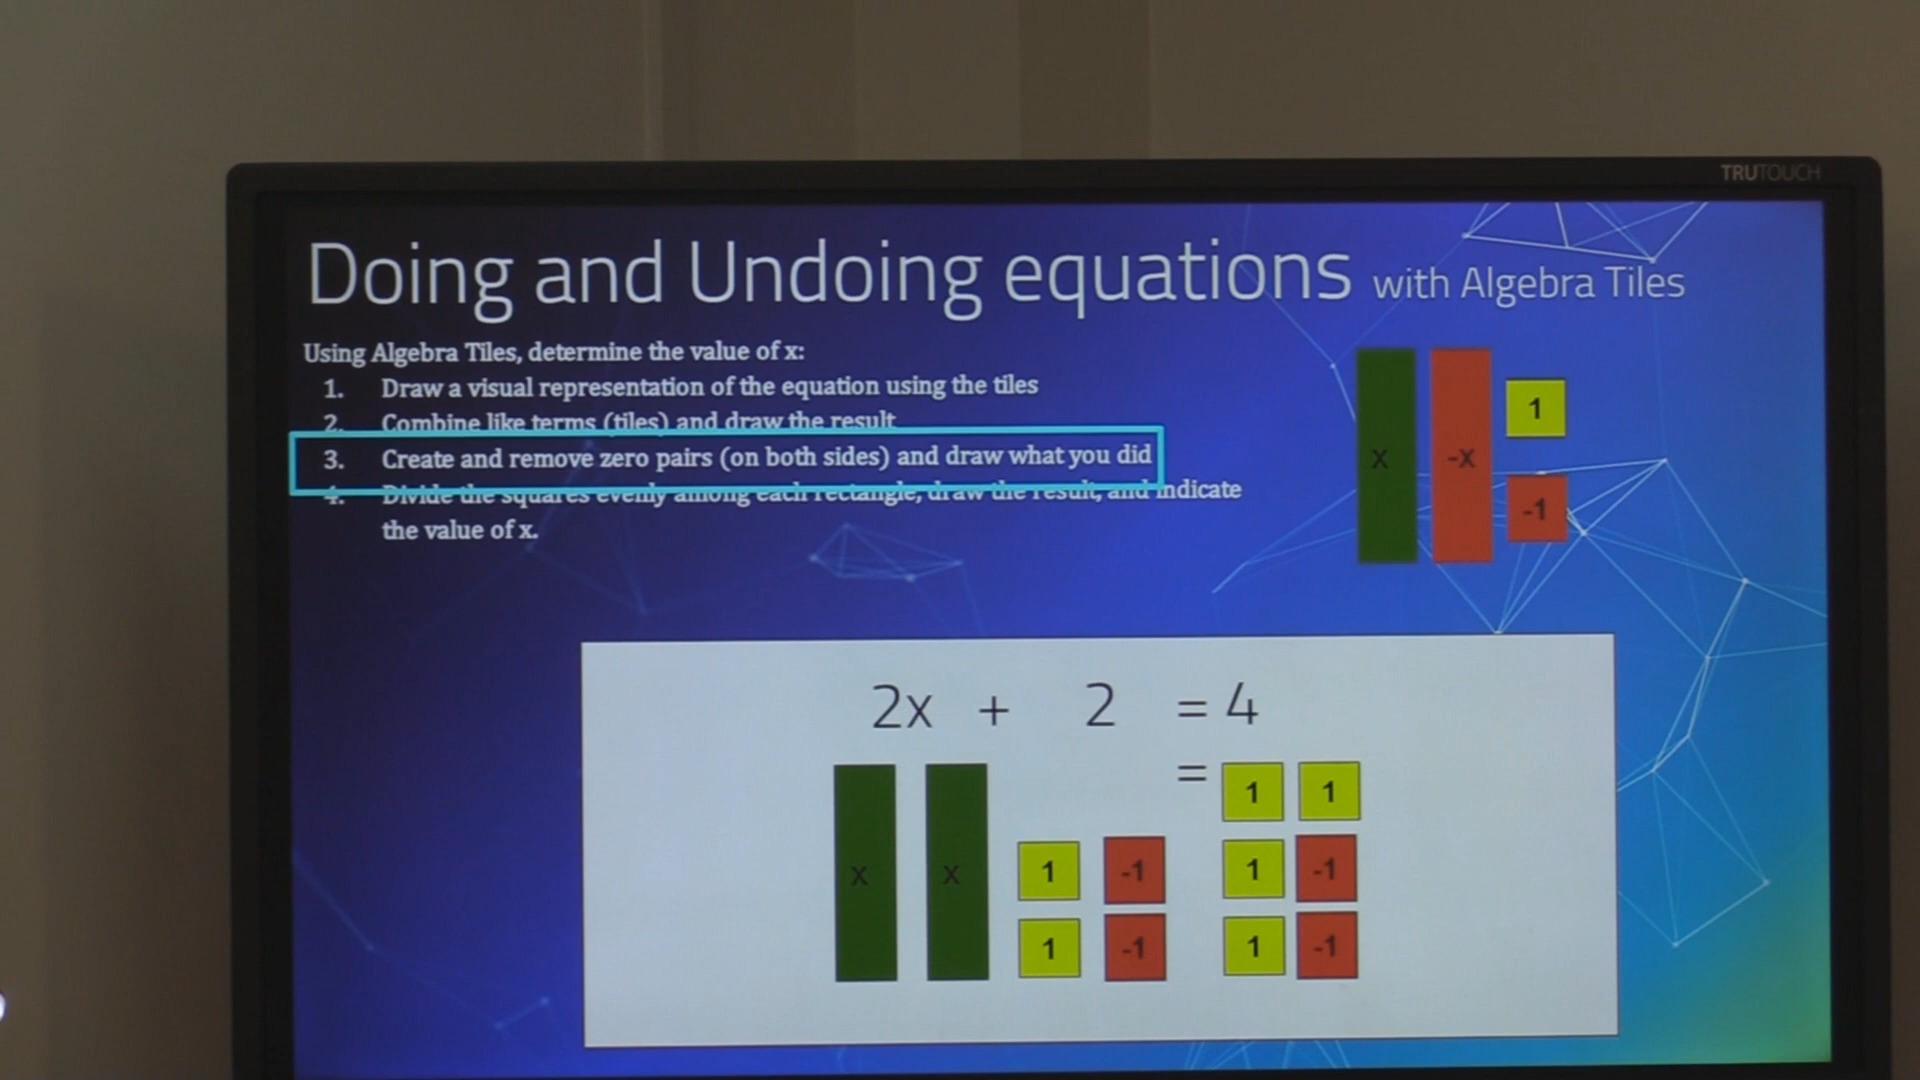 TRUTOUCH
Doing and Undoing equations with Algebra Tiles
Using Algebra Tiles, determine the value of x:
1. Draw a visual representation of the equation using the tiles
2. Combine like terms (tiles) and draw the result
3. Create and remove zero pairs (on both sides) and draw what you did
4. Divide the squares evenly among each rectangle, draw the result, and indicate
the value of x.
x -x 1
-1
2x + 2 = 4
= 1 1
x x 1 -1 1 -1
1 -1 1 -1